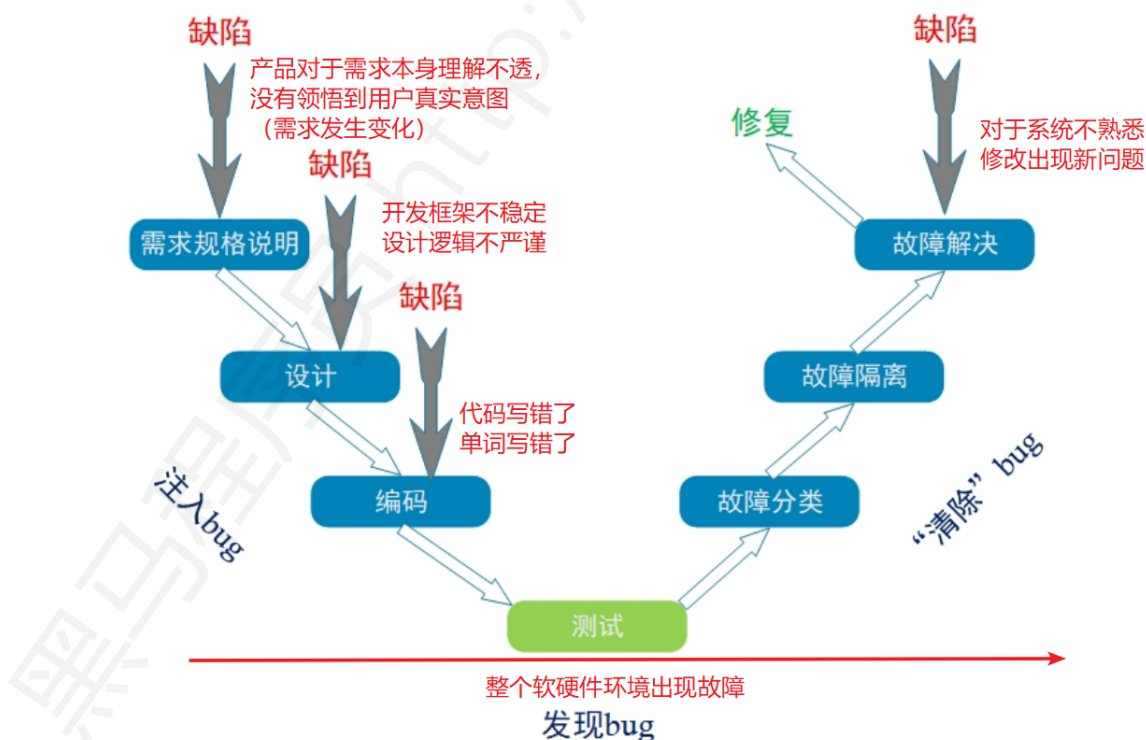 缺陷
产品对于需求本身理解不透，
没有领悟到用户真实意图
（需求发生变化）
缺陷
开发框架不稳定
设计逻辑不严谨
缺陷
代码写错了
单词写错了
需求规格说明
设计
编码
注入bug
测试
整个软硬件环境出现故障
发现bug
故障分类
故障隔离
故障解决
修复
缺陷
对于系统不熟悉
修改出现新问题
“清除”bug
黑马程序员 http:/